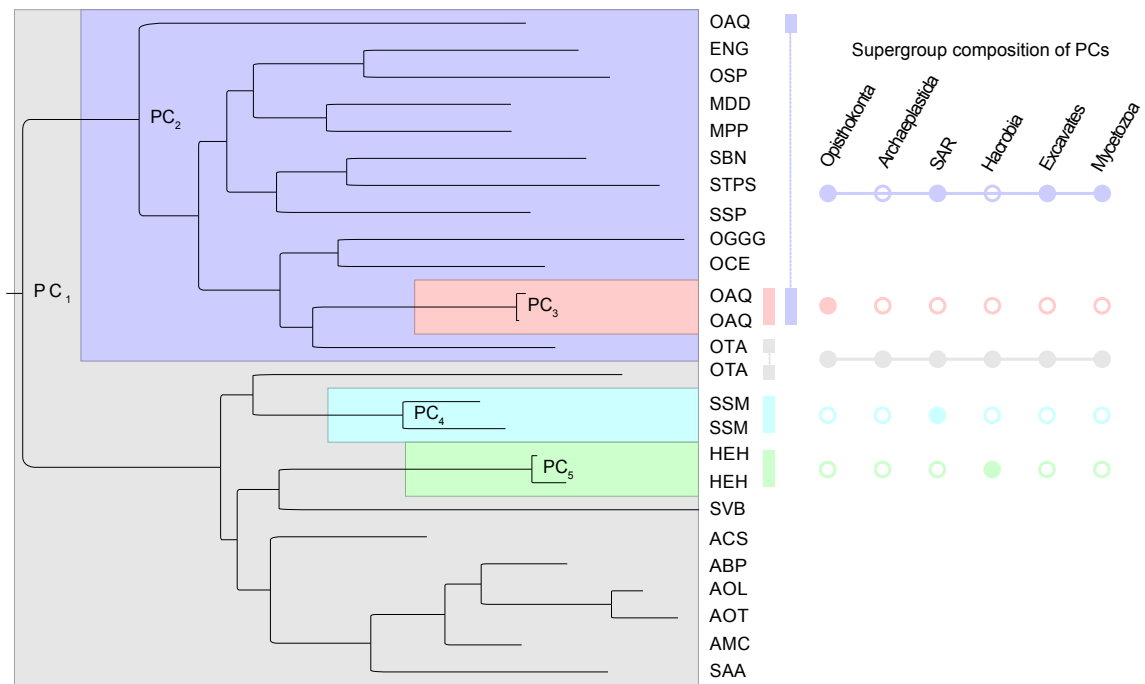 OAQ
ENG
OSP
MDD
MPP
SBN
STPS
SSP
OGGG
OCE
OAQ
OAQ
OTA
OTA
SSM
SSM
HEH
HEH
SVB
ACS
ABP
AOL
AOT
AMC
SAA
PC2
PC1
PC3
PC4
PC5
Supergroup composition of PCs
Opisthokonta
Archaeplastida
SAR
Hacrobia
Excavates
Mycetozoa